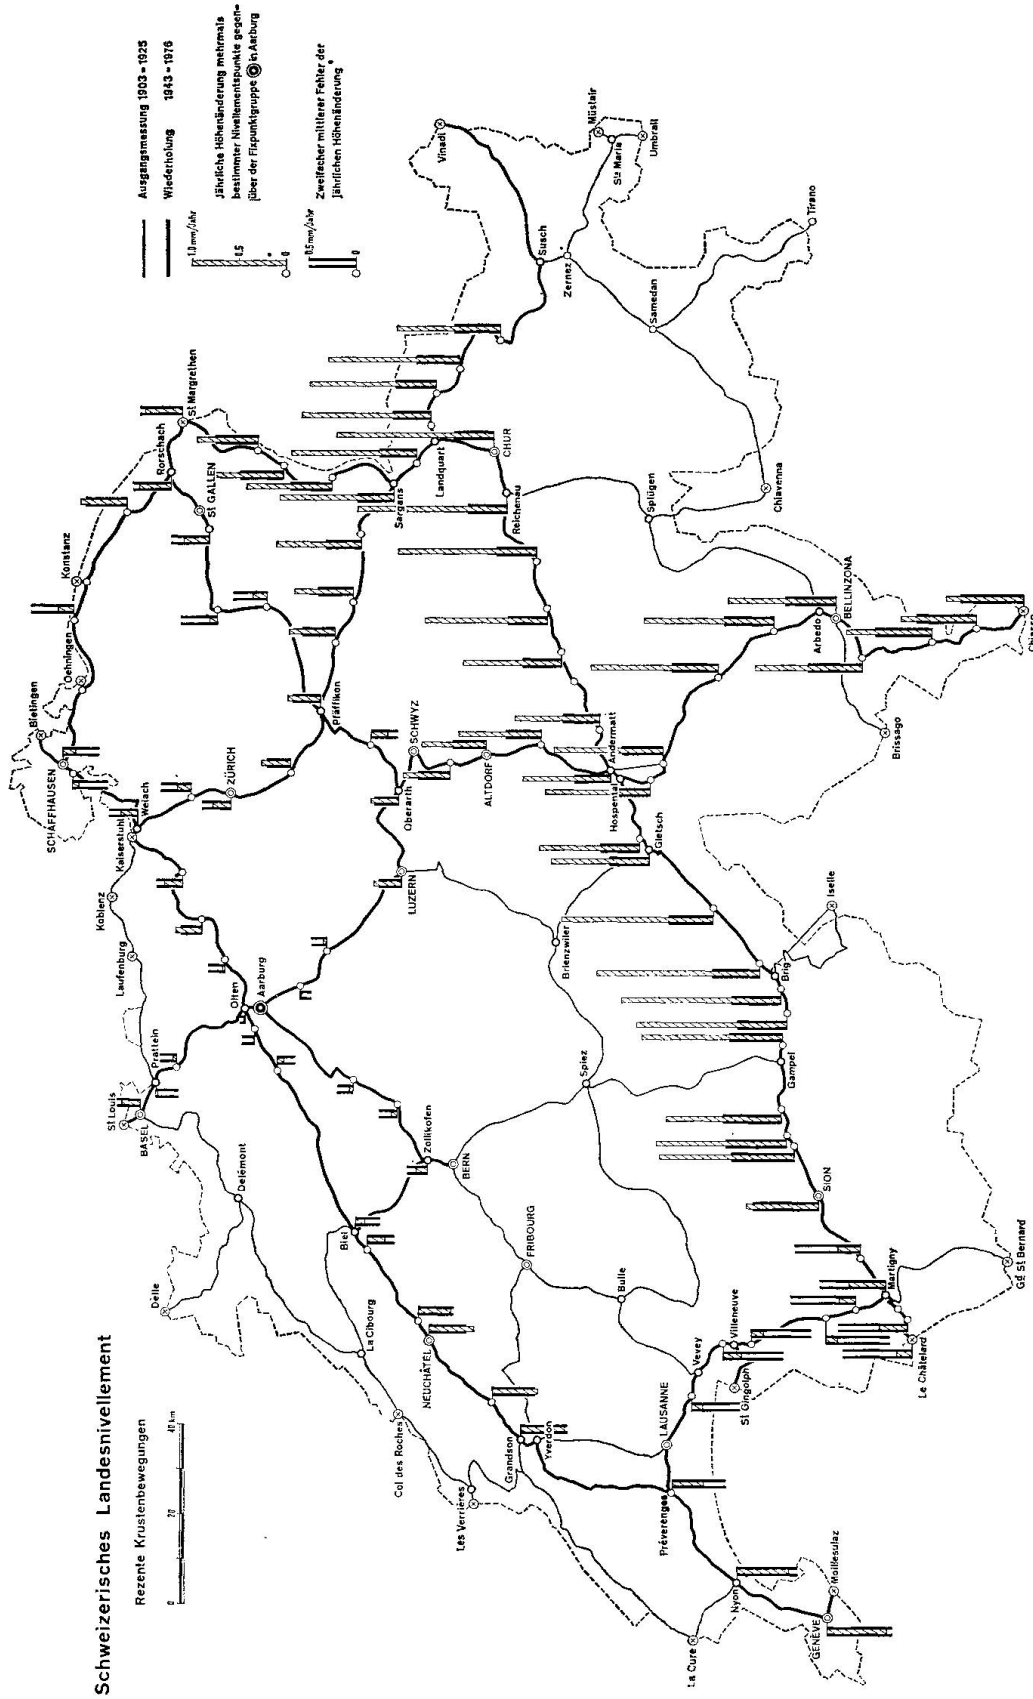 Schweizerisches Landesnivellement
Rezente Krustenbewegungen
0 20 40 km
Ausgangsmessung 1903-1925
Wiederholung 1943-1976
1.0 mm/Jahr
0.5
0
Jährliche Höhenänderung mehrmals
bestimmter Nivellementspunkte gegen-
über der Fixpunktgruppe in Aarburg
0.5 mm/Jahr
0
Zweifacher mittlerer Fehler der
jährlichen Höhenänderung
Bietingen
SCHAFFHAUSEN
Oehningen
Konstanz
Rorschach
St Margrethen
St GALLEN
Kaiserstuhl
Weiach
Koblenz
Laufenburg
ZÜRICH
Pratteln
St Louis
BASEL
Olten
Aarburg
Delémont
Delle
Pfäffikon
Sargans
Landquart
CHUR
Reichenau
Vinadi
Susch
Zernez
Müstair
Sta Maria
Umbrail
Samedan
Tirano
Splügen
Chiavenna
SCHWYZ
Oberarth
ALTDORF
LUZERN
Andermatt
Hospental
Gletsch
Brienzwiler
Arbedo
BELLINZONA
Chiasso
Brissago
Iselle
Brig
Gampel
Spiez
Zollikofen
BERN
Biel
La Cibourg
FRIBOURG
Bulle
NEUCHÂTEL
Col des Roches
Les Verrières
Grandson
Yverdon
SION
Martigny
Gd St Bernard
Le Châtelard
Villeneuve
Vevey
St Gingolph
LAUSANNE
Préverenges
Nyon
La Cure
GENÈVE
Moillesulaz